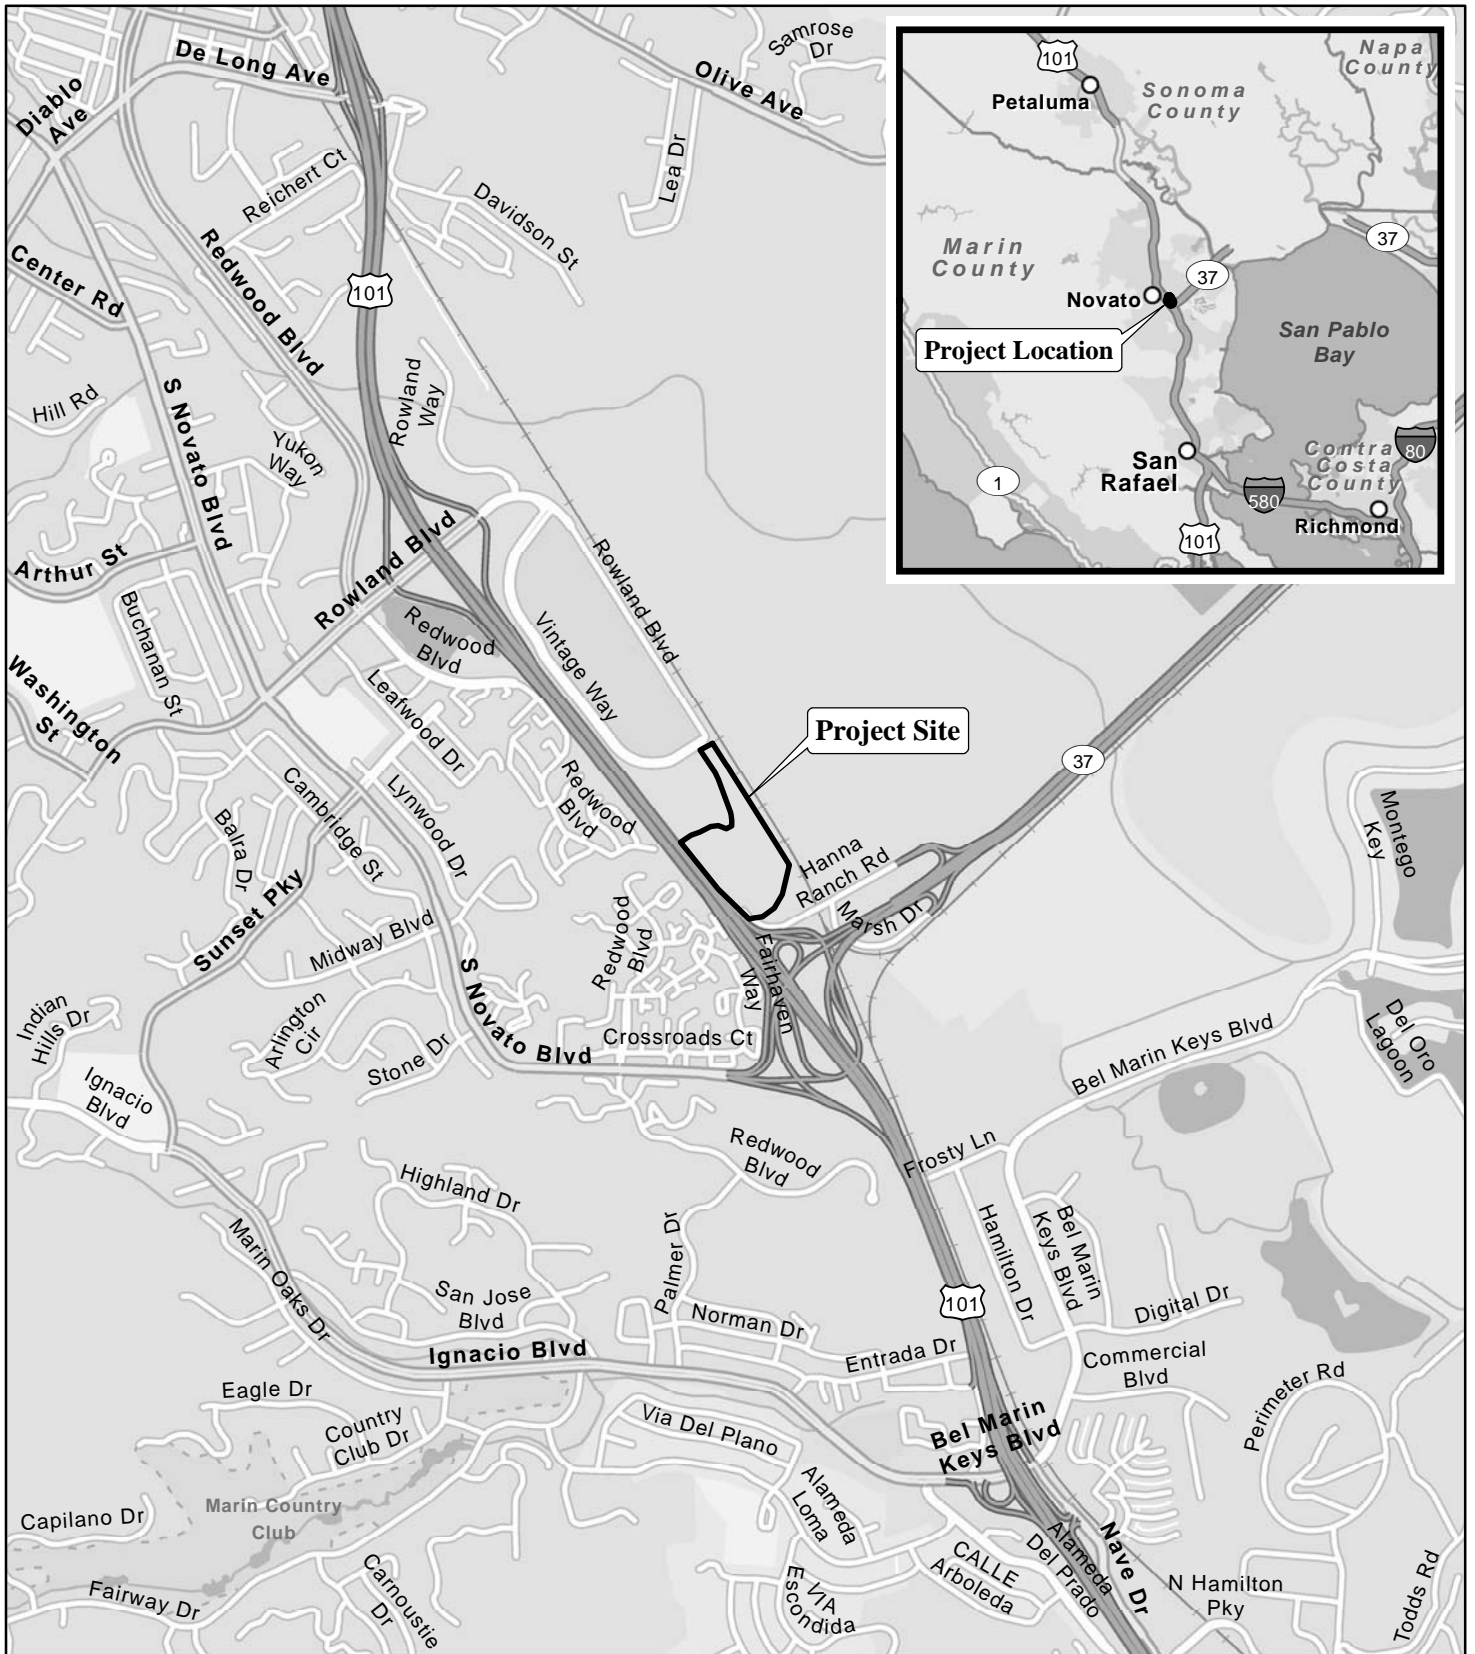 De Long Ave
Diablo
Ave
Olive Ave
Samrose
Dr
Lea Dr
Reichert Ct
Davidson St
Center Rd
Redwood Blvd
101
S Novato Blvd
Hill Rd
Yukon
Way
Rowland
Way
Arthur St
Rowland Blvd
Rowland Blvd
Buchanan St
Redwood
Blvd
Vintage Way
Washington
St
Leafwood Dr
Project Site
Cambridge St
Lynwood Dr
Redwood
Blvd
Balra Dr
37
Hanna
Ranch Rd
Marsh Dr
Montego
Key
Sunset Pky
Midway Blvd
Redwood
Blvd
Fairhaven
Way
S Novato Blvd
Indian
Hills Dr
Arlington
Cir
Stone Dr
Crossroads Ct
Bel Marin Keys Blvd
Del Oro
Lagoon
Ignacio
Blvd
Redwood
Blvd
Frosty Ln
Highland Dr
Marin Oaks Dr
Palmer Dr
Hamilton Dr
Bel Marin
Keys Blvd
San Jose
Blvd
Norman Dr
101
Digital Dr
Ignacio Blvd
Entrada Dr
Commercial
Blvd
Eagle Dr
Country
Club Dr
Via Del Plano
Bel Marin
Keys Blvd
Perimeter Rd
Marin Country
Club
Capilano Dr
Alameda
Loma
Nave Dr
Alameda
Del Prado
CALLE
Arboleda
VIA
Escondida
Fairway Dr
Carnoustie
Dr
N Hamilton
Pky
Todds Rd
101
Petaluma
Sonoma
County
Napa
County
Marin
County
37
37
Novato
Project Location
San Pablo
Bay
San
Rafael
Contra
Costa
County
80
1
580
Richmond
101